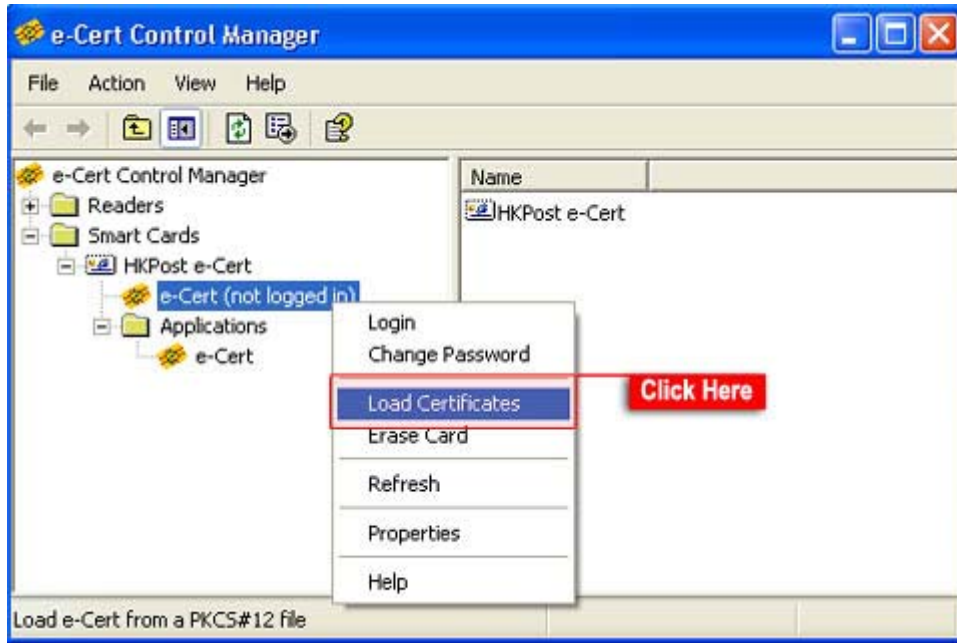 e-Cert Control Manager
File Action View Help
e-Cert Control Manager
Readers
Smart Cards
HKPost e-Cert
e-Cert (not logged in)
Applications
e-Cert
Name
HKPost e-Cert
Login
Change Password
Load Certificates
Click Here
Erase Card
Refresh
Properties
Help
Load e-Cert from a PKCS#12 file